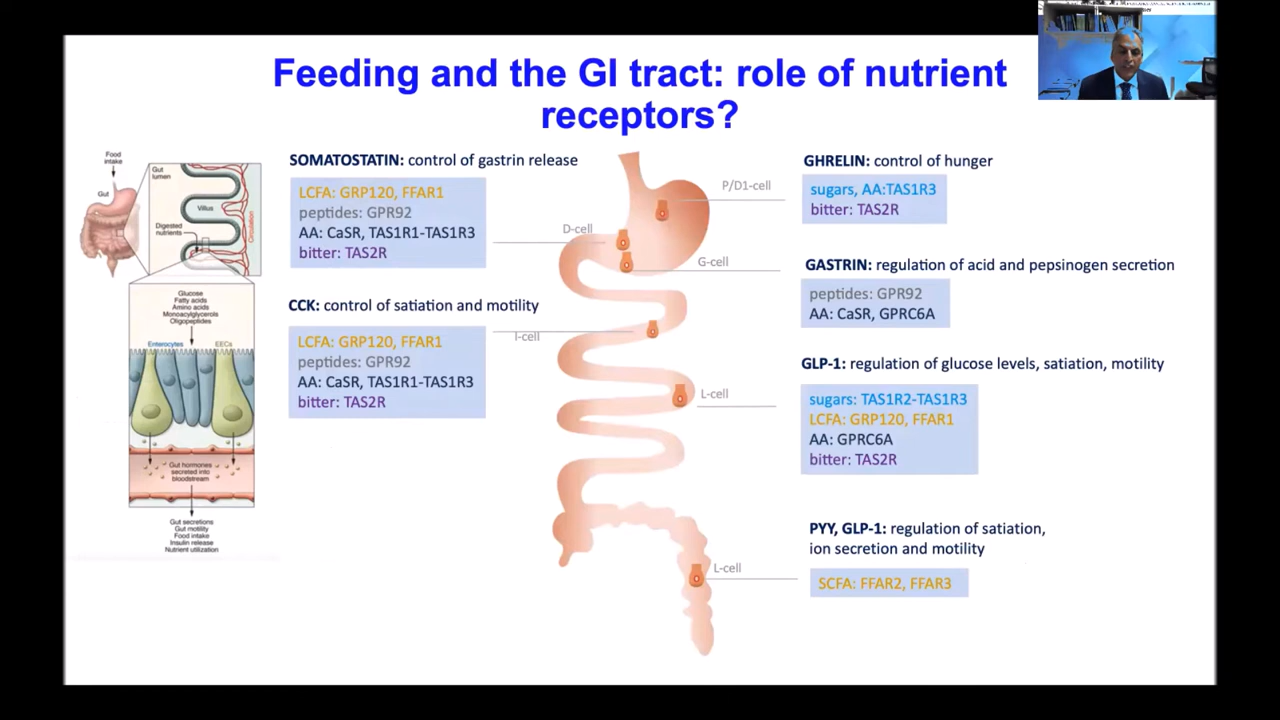 Feeding and the GI tract: role of nutrient
receptors?
Food
intake
Gut
Gut
lumen
Villus
Digested
nutrients
Circulation
Glucose
Fatty acids
Amino acids
Monoacylglycerols
Oligopeptides
Enterocytes
EECs
Gut hormones
secreted into
bloodstream
Gut secretions
Gut motility
Food intake
Insulin release
Nutrient utilization
SOMATOSTATIN: control of gastrin release
LCFA: GRP120, FFAR1
peptides: GPR92
AA: CaSR, TAS1R1-TAS1R3
bitter: TAS2R
CCK: control of satiation and motility
LCFA: GRP120, FFAR1
peptides: GPR92
AA: CaSR, TAS1R1-TAS1R3
bitter: TAS2R
P/D1-cell
D-cell
G-cell
I-cell
L-cell
L-cell
GHRELIN: control of hunger
sugars, AA:TAS1R3
bitter: TAS2R
GASTRIN: regulation of acid and pepsinogen secretion
peptides: GPR92
AA: CaSR, GPRC6A
GLP-1: regulation of glucose levels, satiation, motility
sugars: TAS1R2-TAS1R3
LCFA: GRP120, FFAR1
AA: GPRC6A
bitter: TAS2R
PYY, GLP-1: regulation of satiation,
ion secretion and motility
SCFA: FFAR2, FFAR3